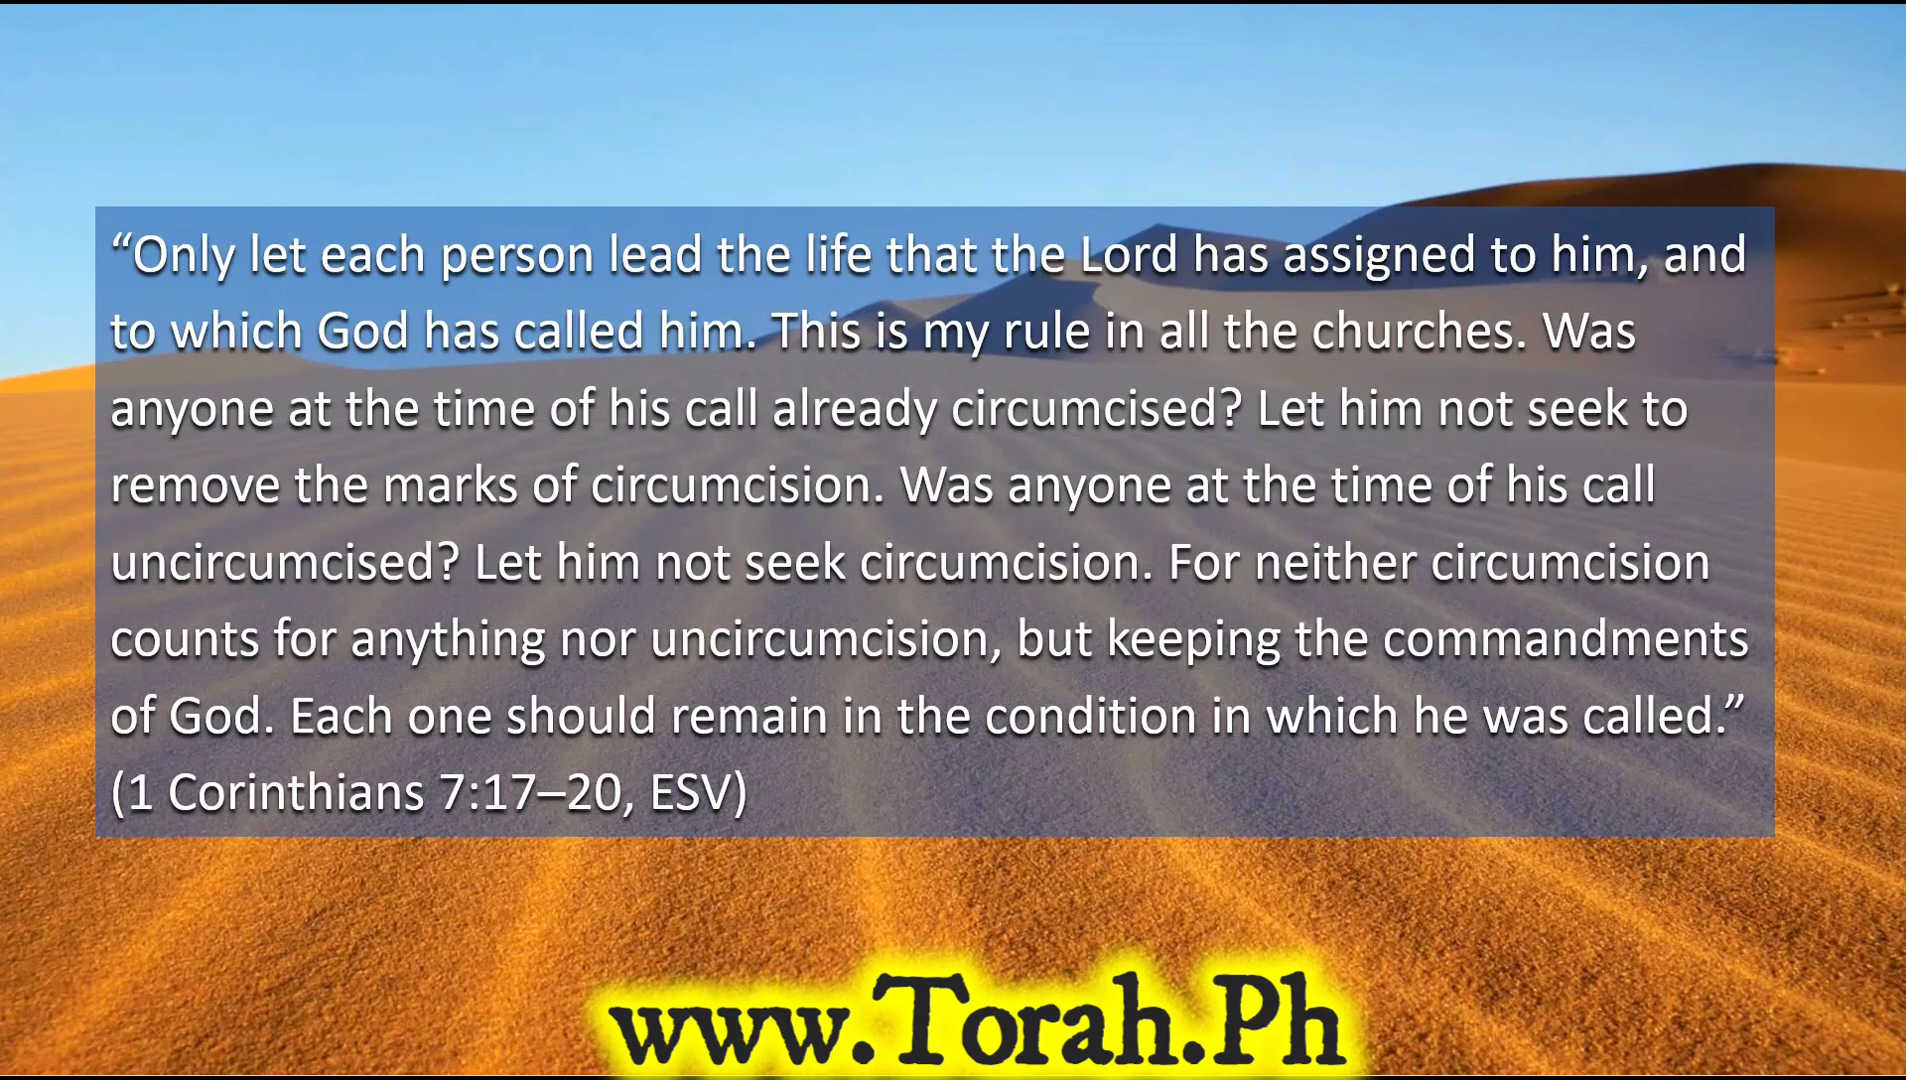 “Only let each person lead the life that the Lord has assigned to him, and
to which God has called him. This is my rule in all the churches. Was
anyone at the time of his call already circumcised? Let him not seek to
remove the marks of circumcision. Was anyone at the time of his call
uncircumcised? Let him not seek circumcision. For neither circumcision
counts for anything nor uncircumcision, but keeping the commandments
of God. Each one should remain in the condition in which he was called.”
(1 Corinthians 7:17–20, ESV)
www.Torah.Ph